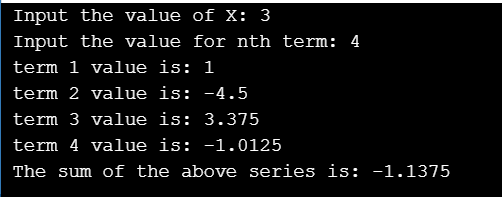 Input the value of X: 3
Input the value for nth term: 4
term 1 value is: 1
term 2 value is: -4.5
term 3 value is: 3.375
term 4 value is: -1.0125
The sum of the above series is: -1.1375